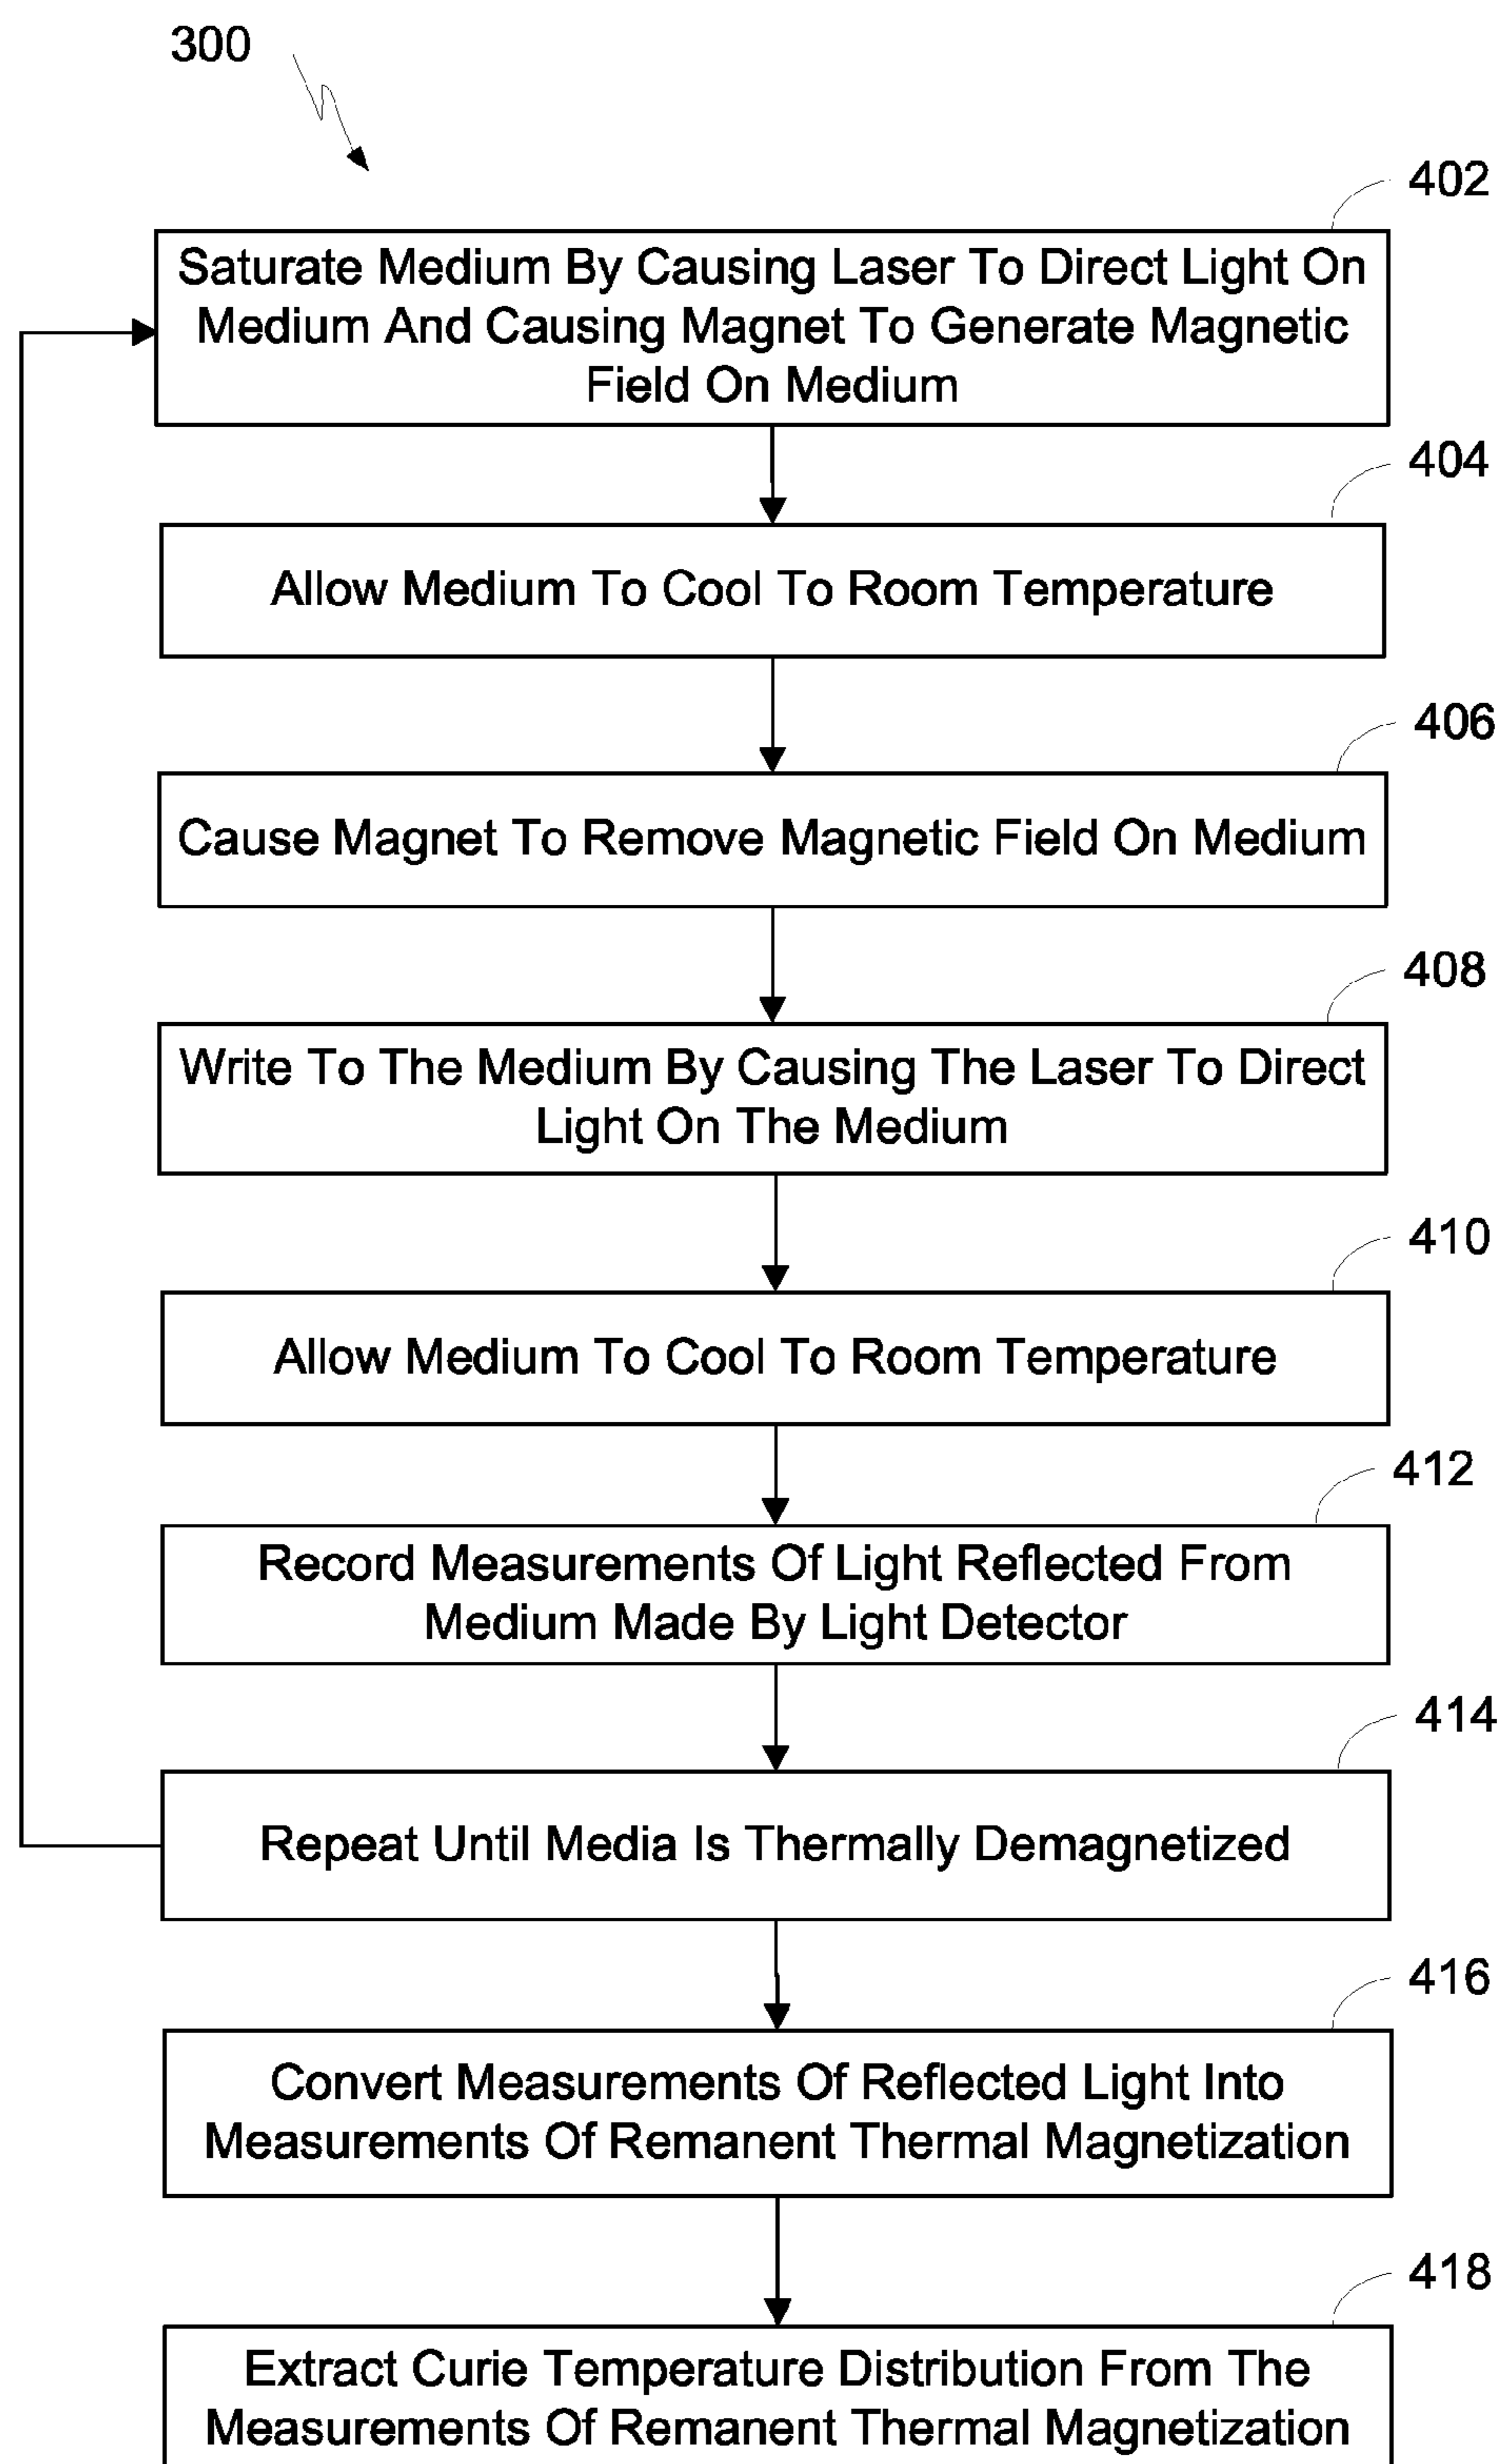 300
402
Saturate Medium By Causing Laser To Direct Light On
Medium And Causing Magnet To Generate Magnetic
Field On Medium
404
Allow Medium To Cool To Room Temperature
406
Cause Magnet To Remove Magnetic Field On Medium
408
Write To The Medium By Causing The Laser To Direct
Light On The Medium
410
Allow Medium To Cool To Room Temperature
412
Record Measurements Of Light Reflected From
Medium Made By Light Detector
414
Repeat Until Media Is Thermally Demagnetized
416
Convert Measurements Of Reflected Light Into
Measurements Of Remanent Thermal Magnetization
418
Extract Curie Temperature Distribution From The
Measurements Of Remanent Thermal Magnetization